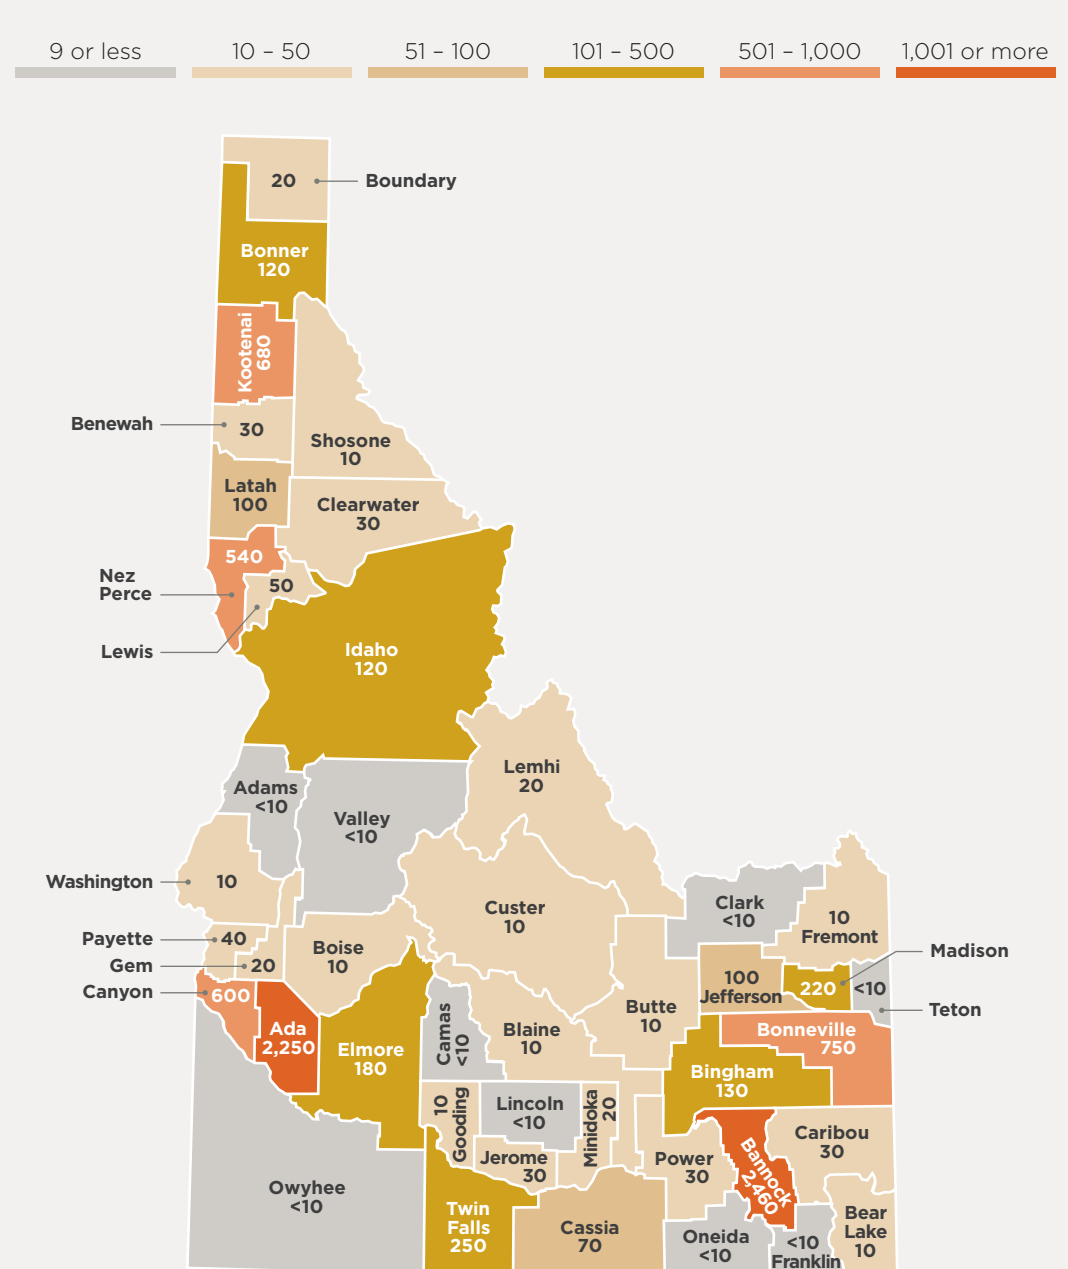 9 or less
10 – 50
51 – 100
101 – 500
501 – 1,000
1,001 or more
20
Boundary
Bonner
120
Kootenai
680
Benewah
30
Shosone
10
Latah
100
Clearwater
30
540
Nez
Perce
50
Lewis
Idaho
120
Adams
<10
Valley
<10
Lemhi
20
Washington
10
Custer
10
Clark
<10
10
Fremont
Payette
40
Boise
10
Madison
Gem
20
100
Jefferson
220
<10
Canyon
600
Teton
Ada
2,250
Elmore
180
Camas
<10
Blaine
10
Butte
10
Bonneville
750
Bingham
130
10
Gooding
Lincoln
<10
Minidoka
20
Jerome
30
Power
30
Bannock
2,460
Caribou
30
Owyhee
<10
Twin
Falls
250
Cassia
70
Oneida
<10
<10
Franklin
Bear
Lake
10